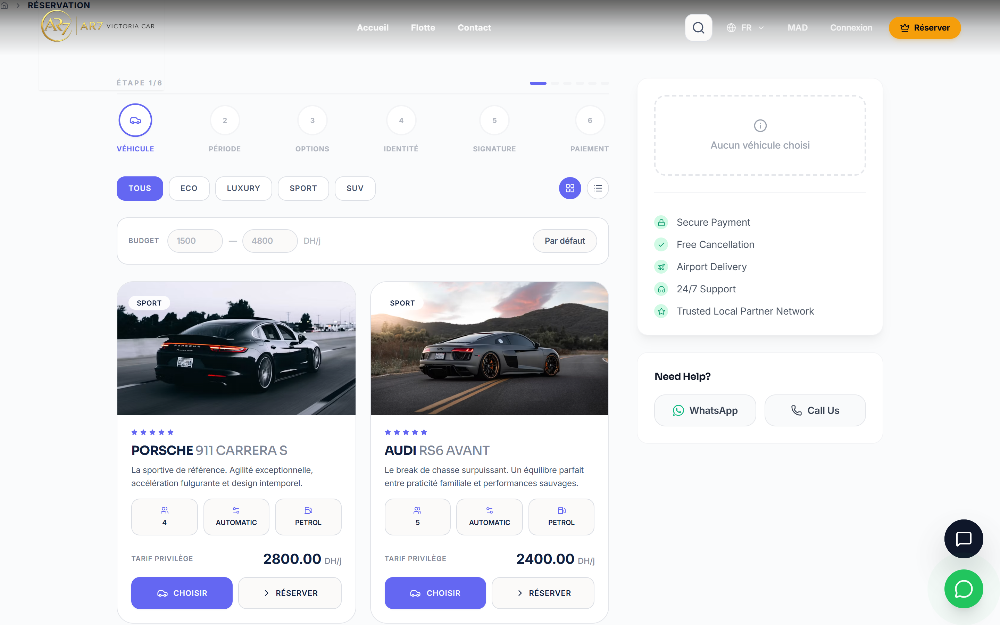 RÉSERVATION
AR7 AR7 VICTORIA CAR
Accueil Flotte Contact
FR MAD Connexion Réserver
ÉTAPE 1/6
2 3 4 5 6
VÉHICULE PÉRIODE OPTIONS IDENTITÉ SIGNATURE PAIEMENT
TOUS ECO LUXURY SPORT SUV
BUDGET 1500 — 4800 DH/j Par défaut
SPORT
PORSCHE
PORSCHE 911 CARRERA S
La sportive de référence. Agilité exceptionnelle,
accélération fulgurante et design intemporel.
4 AUTOMATIC PETROL
TARIF PRIVILÈGE 2800.00 DH/j
CHOISIR RÉSERVER
SPORT
AUDI RS6 AVANT
Le break de chasse surpuissant. Un équilibre parfait
entre praticité familiale et performances sauvages.
5 AUTOMATIC PETROL
TARIF PRIVILÈGE 2400.00 DH/j
CHOISIR RÉSERVER
Aucun véhicule choisi
Secure Payment
Free Cancellation
Airport Delivery
24/7 Support
Trusted Local Partner Network
Need Help?
WhatsApp Call Us